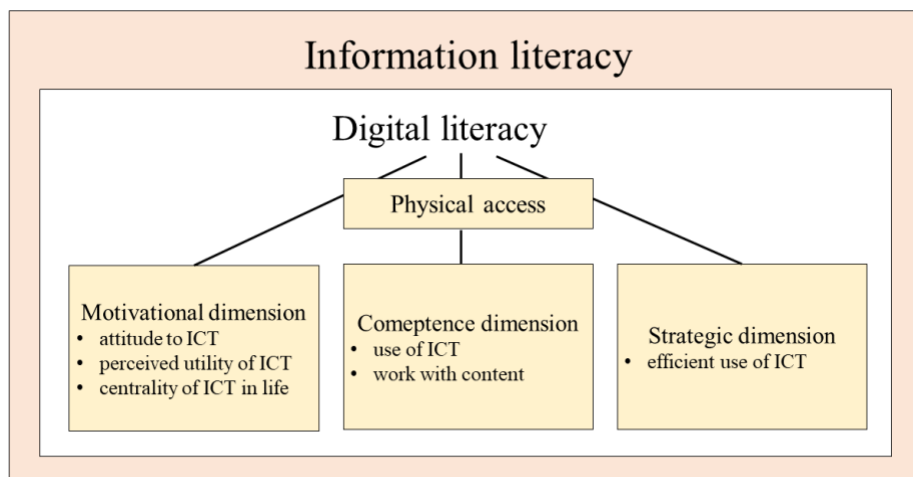 Information literacy
Digital literacy
Physical access
Motivational dimension
• attitude to ICT
• perceived utility of ICT
• centrality of ICT in life
Comeptence dimension
• use of ICT
• work with content
Strategic dimension
• efficient use of ICT